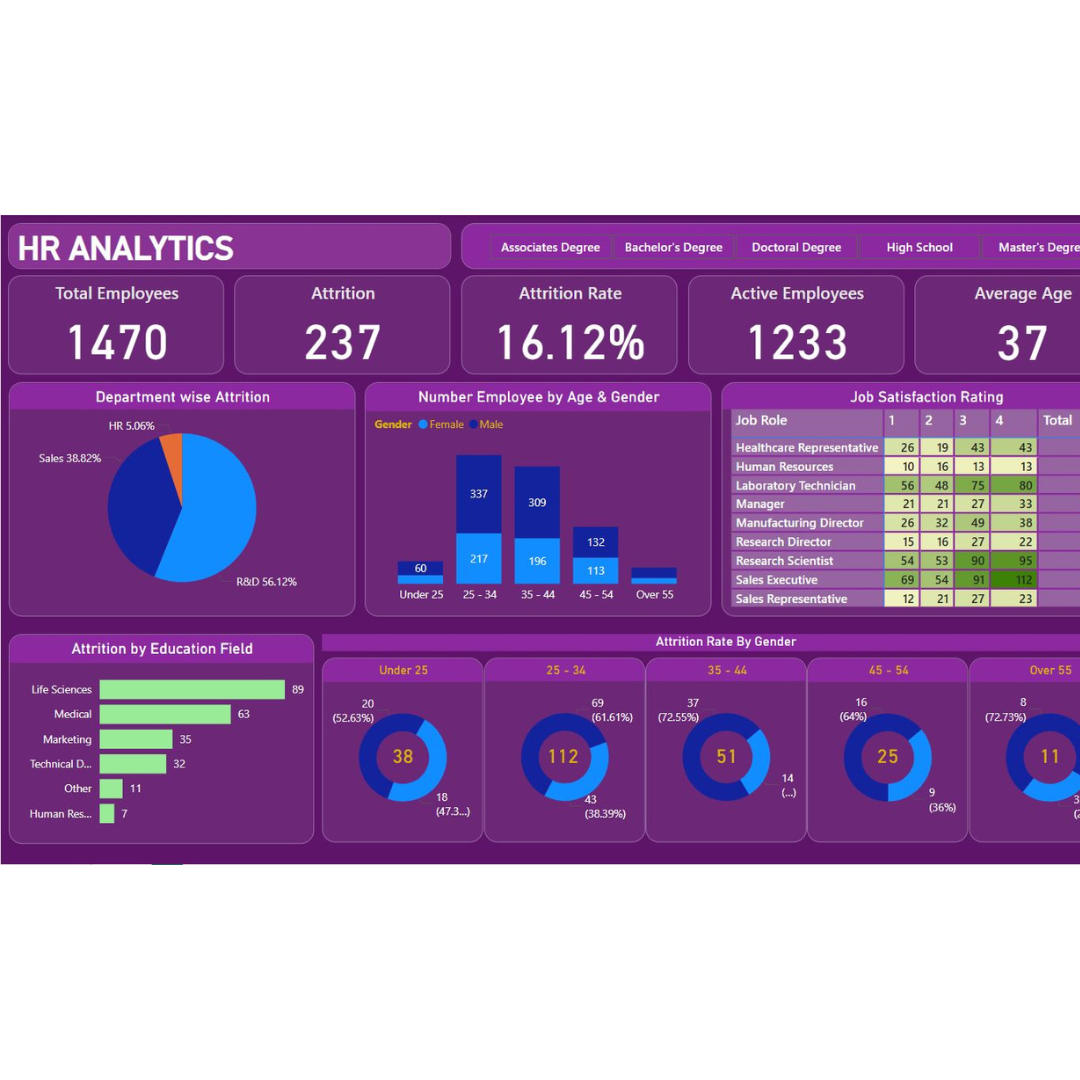 HR ANALYTICS
Associates Degree Bachelor's Degree Doctoral Degree High School Master's Degre
Total Employees
1470
Attrition
237
Attrition Rate
16.12%
Active Employees
1233
Average Age
37
Department wise Attrition
HR 5.06%
Sales 38.82%
R&D 56.12%
Number Employee by Age & Gender
Gender Female Male
337
309
217
196
132
113
60
Under 25 25 - 34 35 - 44 45 - 54 Over 55
Job Satisfaction Rating
Job Role 1 2 3 4 Total
Healthcare Representative 26 19 43 43
Human Resources 10 16 13 13
Laboratory Technician 56 48 75 80
Manager 21 21 27 33
Manufacturing Director 26 32 49 38
Research Director 15 16 27 22
Research Scientist 54 53 90 95
Sales Executive 69 54 91 112
Sales Representative 12 21 27 23
Attrition by Education Field
Life Sciences 89
Medical 63
Marketing 35
Technical D... 32
Other 11
Human Res... 7
Attrition Rate By Gender
Under 25
20
(52.63%)
38
18
(47.3...)
25 - 34
69
(61.61%)
112
43
(38.39%)
35 - 44
37
(72.55%)
51
14
(...)
45 - 54
16
(64%)
25
9
(36%)
Over 55
8
(72.73%)
11